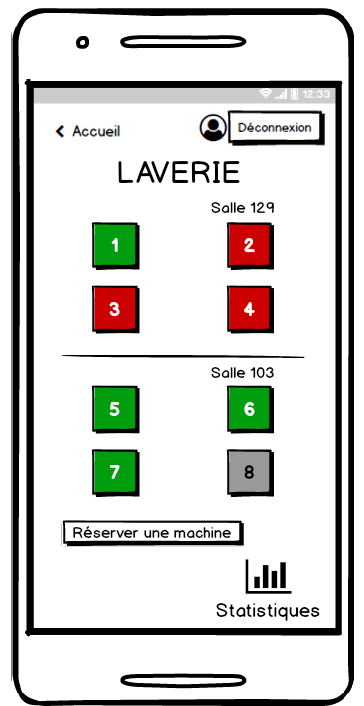 12:33
Accueil
Déconnexion
LAVERIE
Salle 129
1 2
3 4
Salle 103
5 6
7 8
Réserver une machine
Statistiques